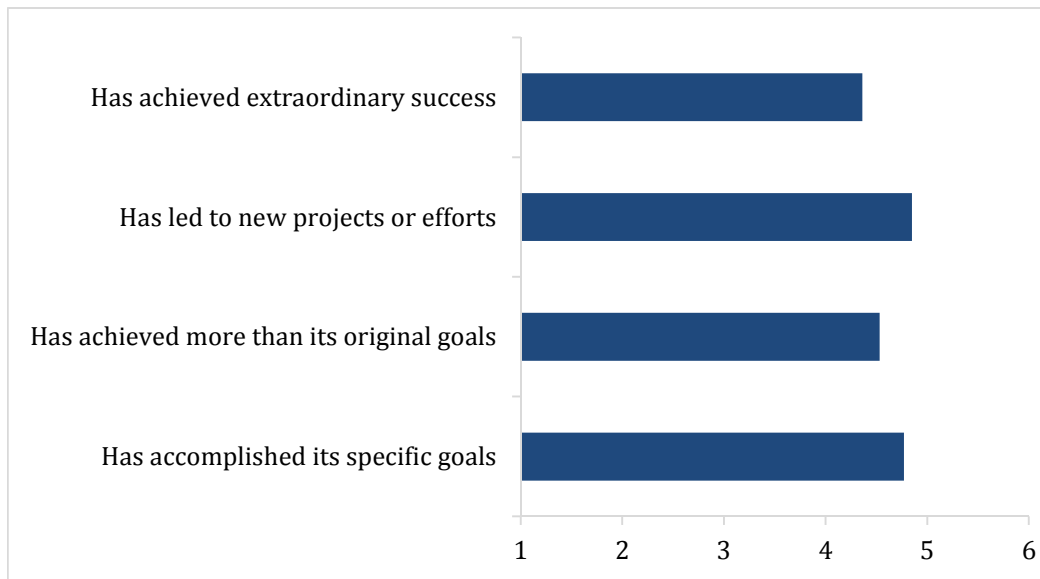 Has achieved extraordinary success
Has led to new projects or efforts
Has achieved more than its original goals
Has accomplished its specific goals
1 2 3 4 5 6